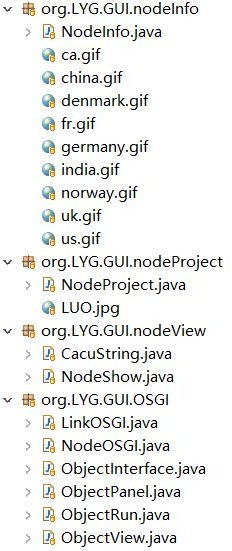 org.LYG.GUI.nodeInfo
NodeInfo.java
ca.gif
china.gif
denmark.gif
fr.gif
germany.gif
india.gif
norway.gif
uk.gif
us.gif
org.LYG.GUI.nodeProject
NodeProject.java
LUO.jpg
org.LYG.GUI.nodeView
CacuString.java
NodeShow.java
org.LYG.GUI.OSGI
LinkOSGI.java
NodeOSGI.java
ObjectInterface.java
ObjectPanel.java
ObjectRun.java
ObjectView.java